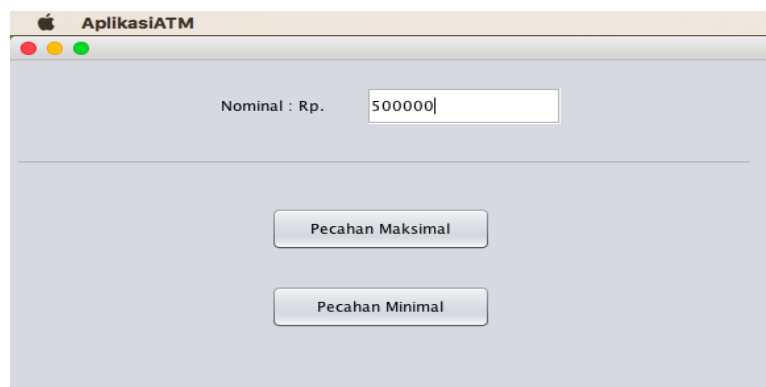 AplikasiATM
Nominal : Rp. 500000
Pecahan Maksimal
Pecahan Minimal